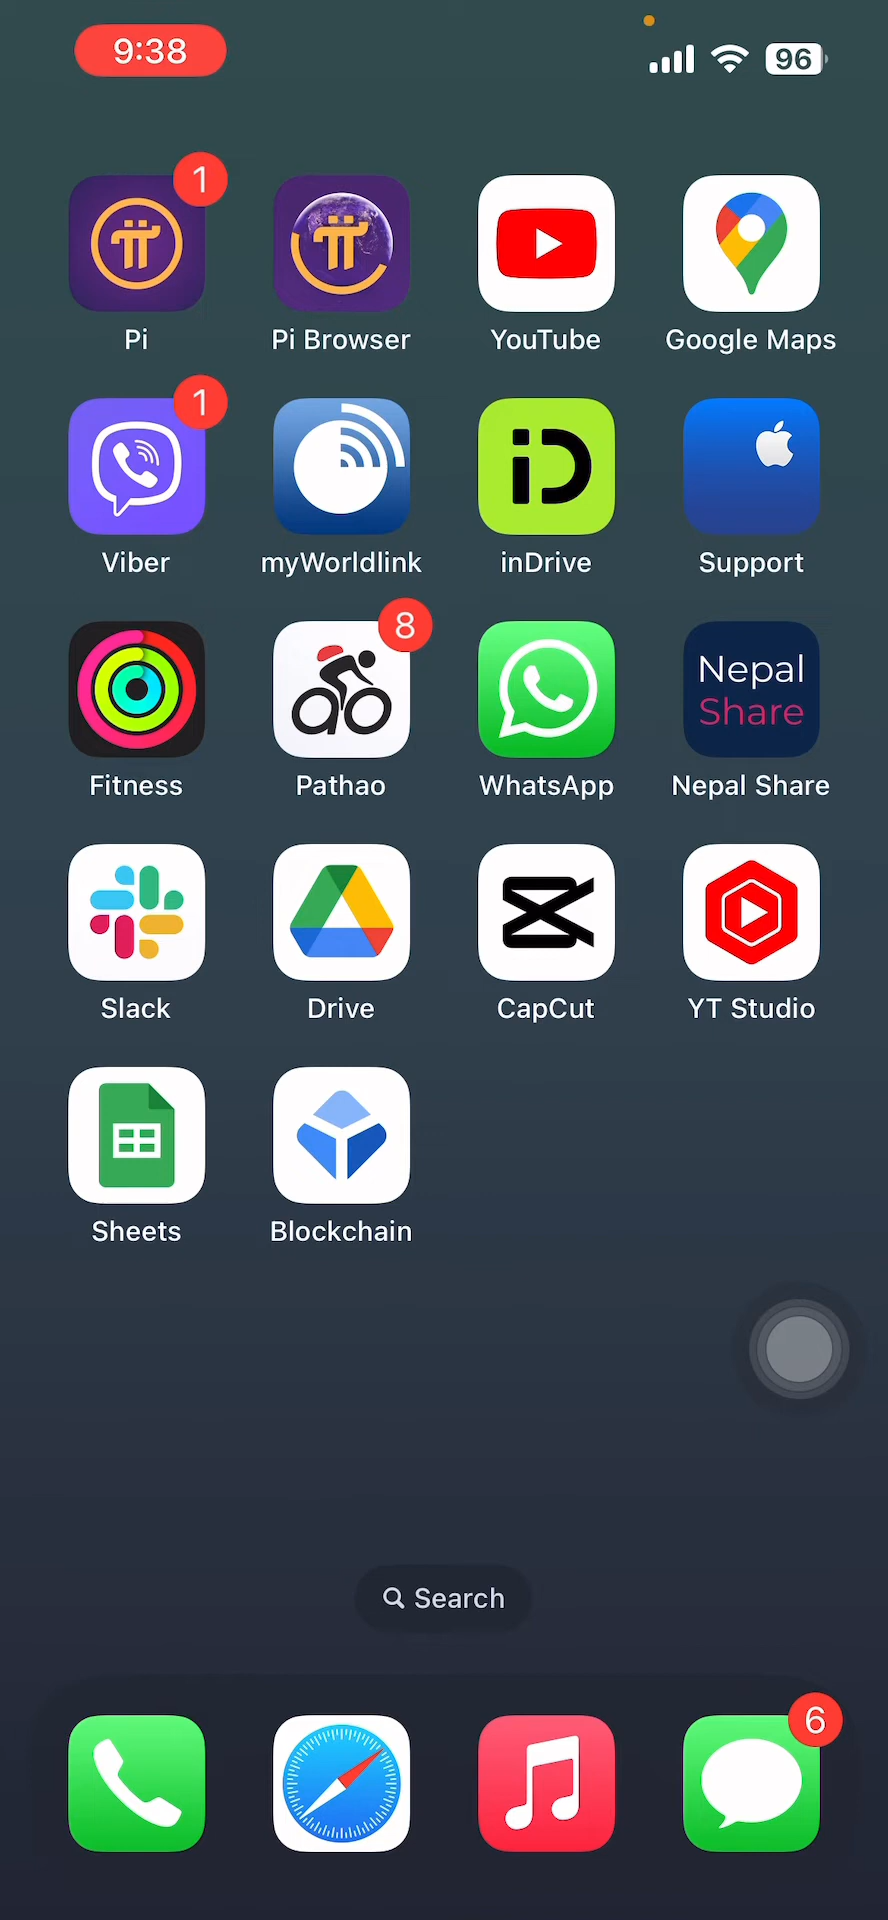 9:38
96
1
Pi
Pi Browser
YouTube
Google Maps
1
Viber
myWorldlink
iD
inDrive
Support
Fitness
8
Pathao
WhatsApp
Nepal
Share
Nepal Share
Slack
Drive
CapCut
YT Studio
Sheets
Blockchain
Search
6